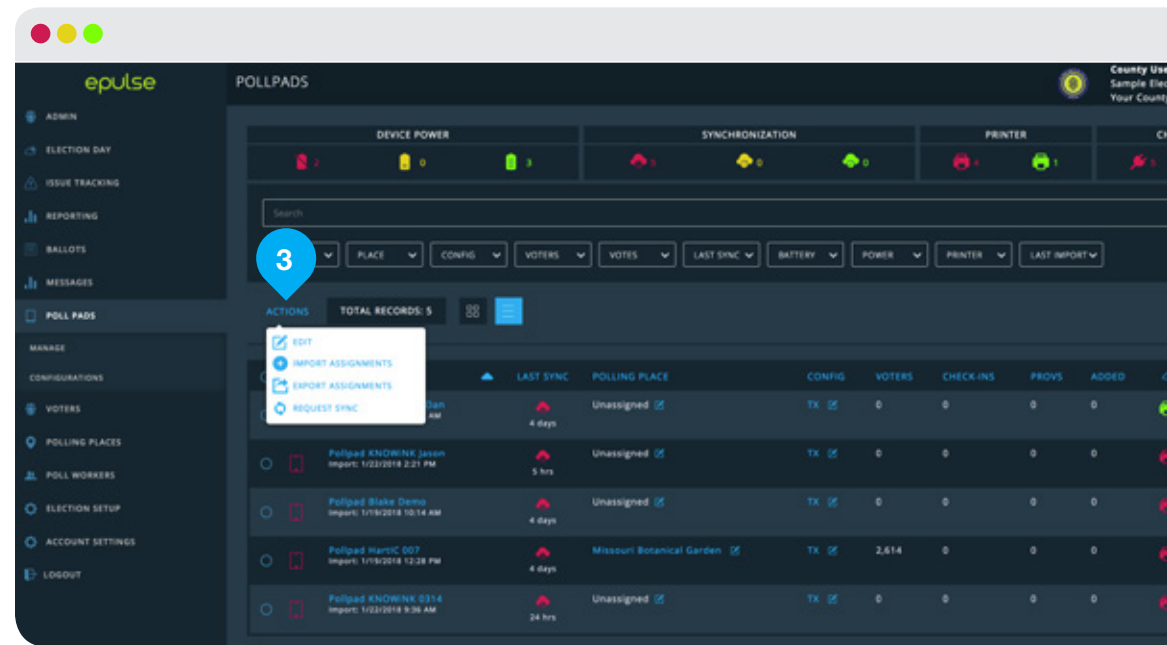 epulse
POLLPADS
County Use
Sample Elec
Your County
ADMIN
ELECTION DAY
ISSUE TRACKING
REPORTING
BALLOTS
MESSAGES
POLL PADS
MANAGE
CONFIGURATIONS
VOTERS
POLLING PLACES
POLL WORKERS
ELECTION SETUP
ACCOUNT SETTINGS
LOGOUT
DEVICE POWER SYNCHRONIZATION PRINTER CH
2 0 3 5 0 0 4 1 5
Search
3
PLACE CONFIG VOTERS VOTES LAST SYNC BATTERY POWER PRINTER LAST IMPORT
ACTIONS TOTAL RECORDS: 5
EDIT
IMPORT ASSIGNMENTS
EXPORT ASSIGNMENTS
REQUEST SYNC
LAST SYNC POLLING PLACE CONFIG VOTERS CHECK-INS PROVS ADDED
Dan Unassigned TX 0 0 0 0
AM 4 days
Pollpad KNOWiNK Jason Unassigned TX 0 0 0 0
Import: 1/22/2018 2:21 PM 5 hrs
Pollpad Blake Demo Unassigned TX 0 0 0 0
Import: 1/19/2018 10:14 AM 4 days
Pollpad HartIC 007 Missouri Botanical Garden TX 2,614 0 0 0
Import: 1/19/2018 12:28 PM 4 days
Pollpad KNOWiNK 0314 Unassigned TX 0 0 0 0
Import: 1/22/2018 9:36 AM 24 hrs